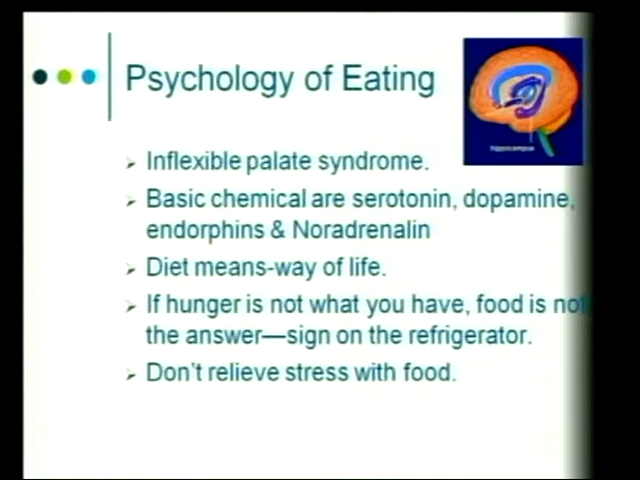 Psychology of Eating
hippocampus
Inflexible palate syndrome.
Basic chemical are serotonin, dopamine,
endorphins & Noradrenalin
Diet means-way of life.
If hunger is not what you have, food is not
the answer—sign on the refrigerator.
Don't relieve stress with food.